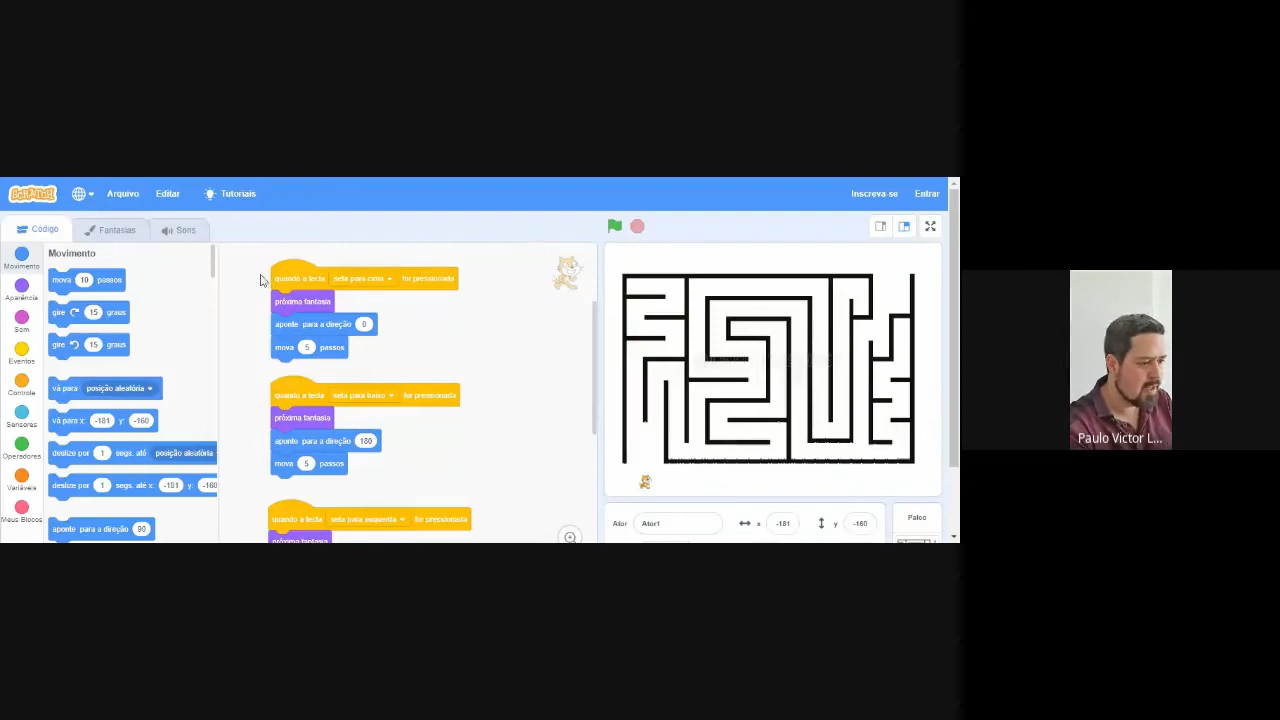 SCRATCH
Arquivo
Editar
Tutoriais
Inscreva-se
Entrar
Código
Fantasias
Sons
Movimento
Movimento
Aparência
Som
Eventos
Controle
Sensores
Operadores
Variáveis
Meus Blocos
mova 10 passos
gire 15 graus
gire 15 graus
vá para posição aleatória
vá para x: -181 y: -160
deslize por 1 segs. até posição aleatória
deslize por 1 segs. até x: -181 y: -160
aponte para a direção 90
quando a tecla seta para cima for pressionada
próxima fantasia
aponte para a direção 0
mova 5 passos
quando a tecla seta para baixo for pressionada
próxima fantasia
aponte para a direção 180
mova 5 passos
quando a tecla seta para esquerda for pressionada
próxima fantasia
Ator Ator1 x -181 y -160
Palco
Paulo Victor L...